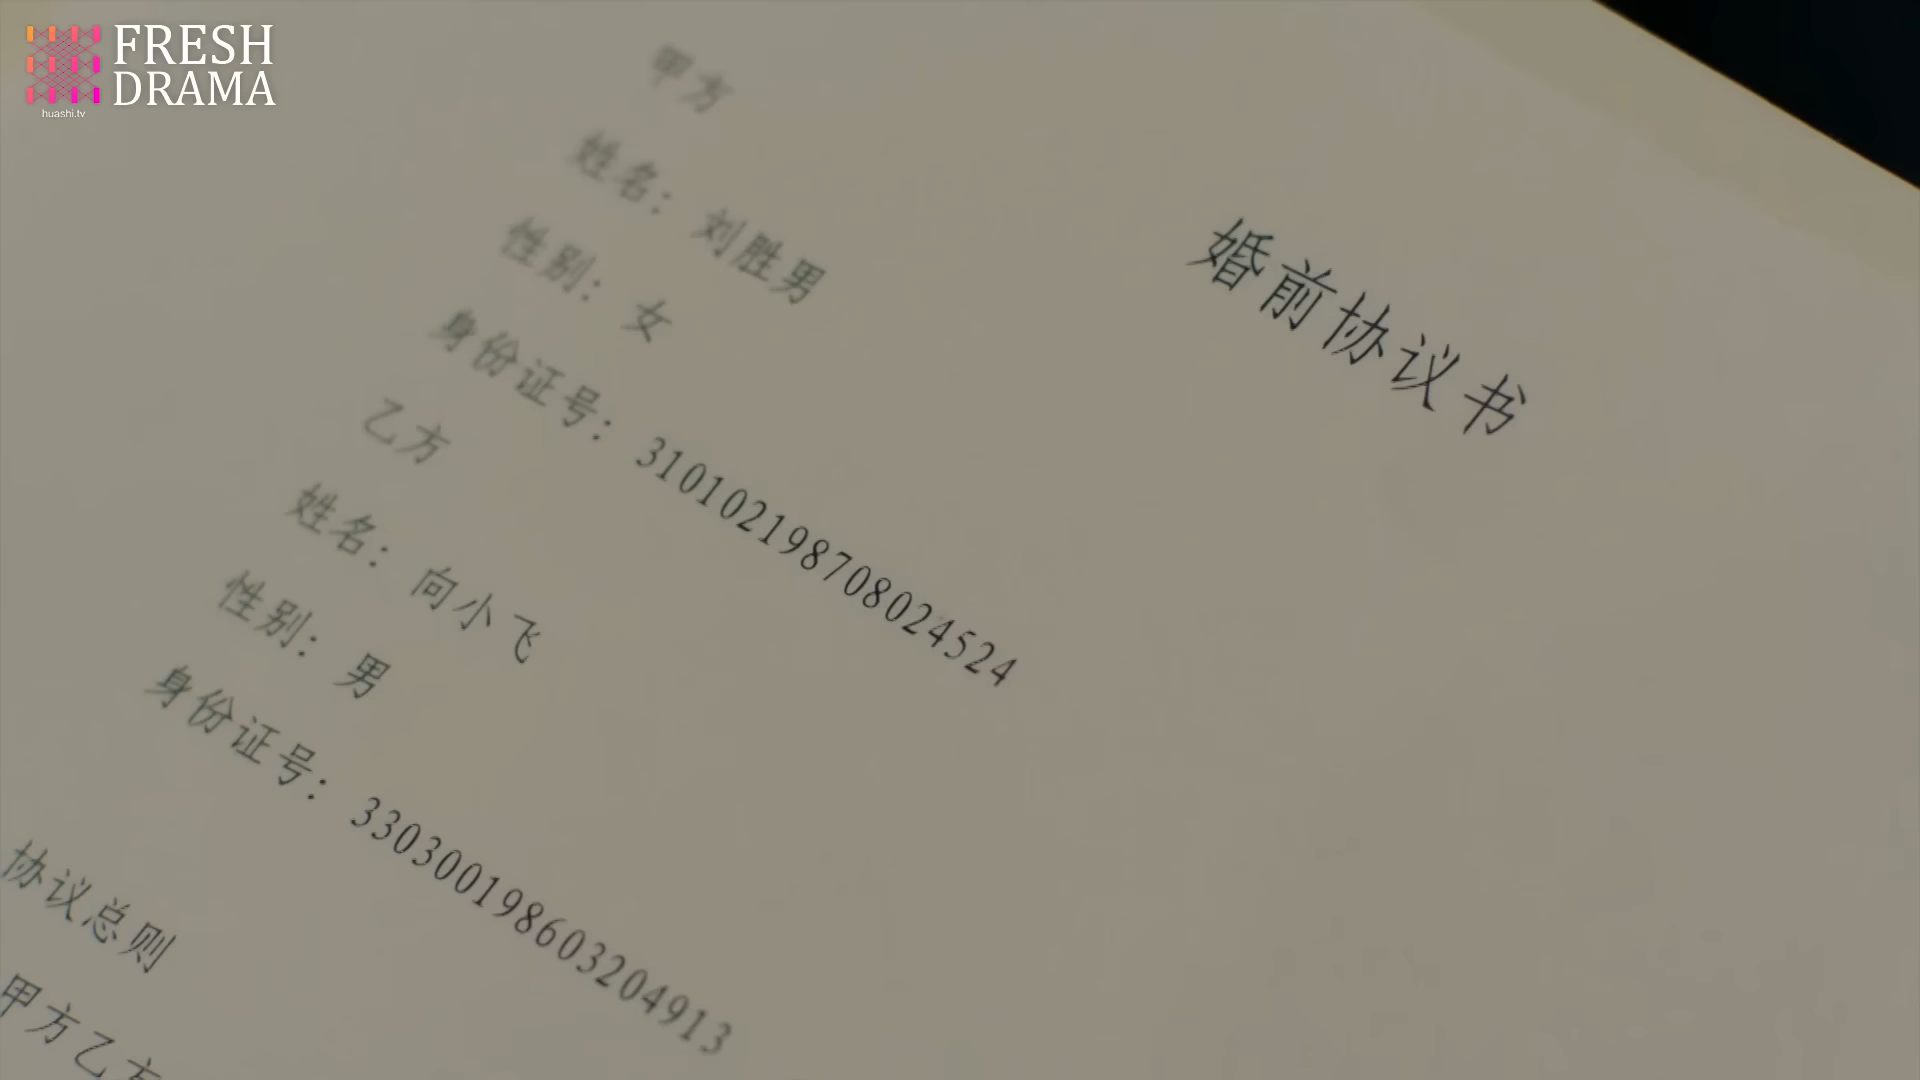 FRESH
DRAMA
huashi.tv
婚前协议书
甲方
姓名：刘胜男
性别：女
身份证号：310102198708024524
乙方
姓名：向小飞
性别：男
身份证号：330300198603204913
协议总则
甲方乙方